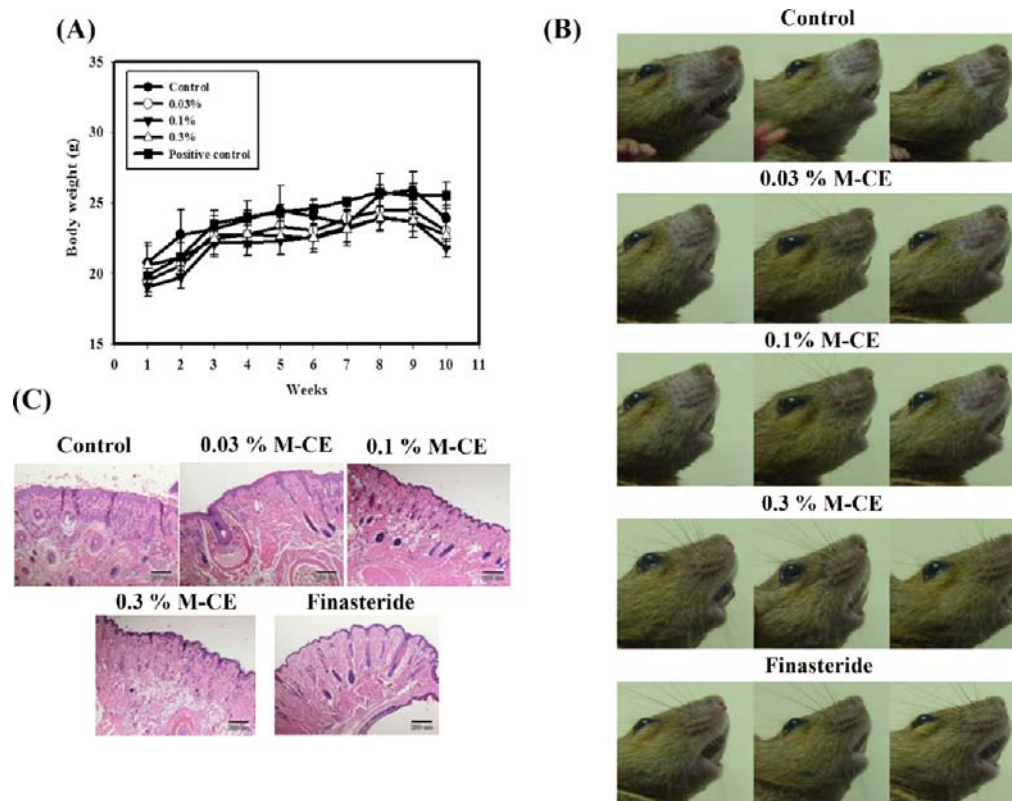 (A)
35
30
25
20
15
Body weight (g)
Control
0.03%
0.1%
0.3%
Positive control
0 1 2 3 4 5 6 7 8 9 10 11
Weeks
(B)
Control
0.03 % M-CE
0.1% M-CE
0.3 % M-CE
Finasteride
(C)
Control
0.03 % M-CE
0.1 % M-CE
0.3 % M-CE
Finasteride